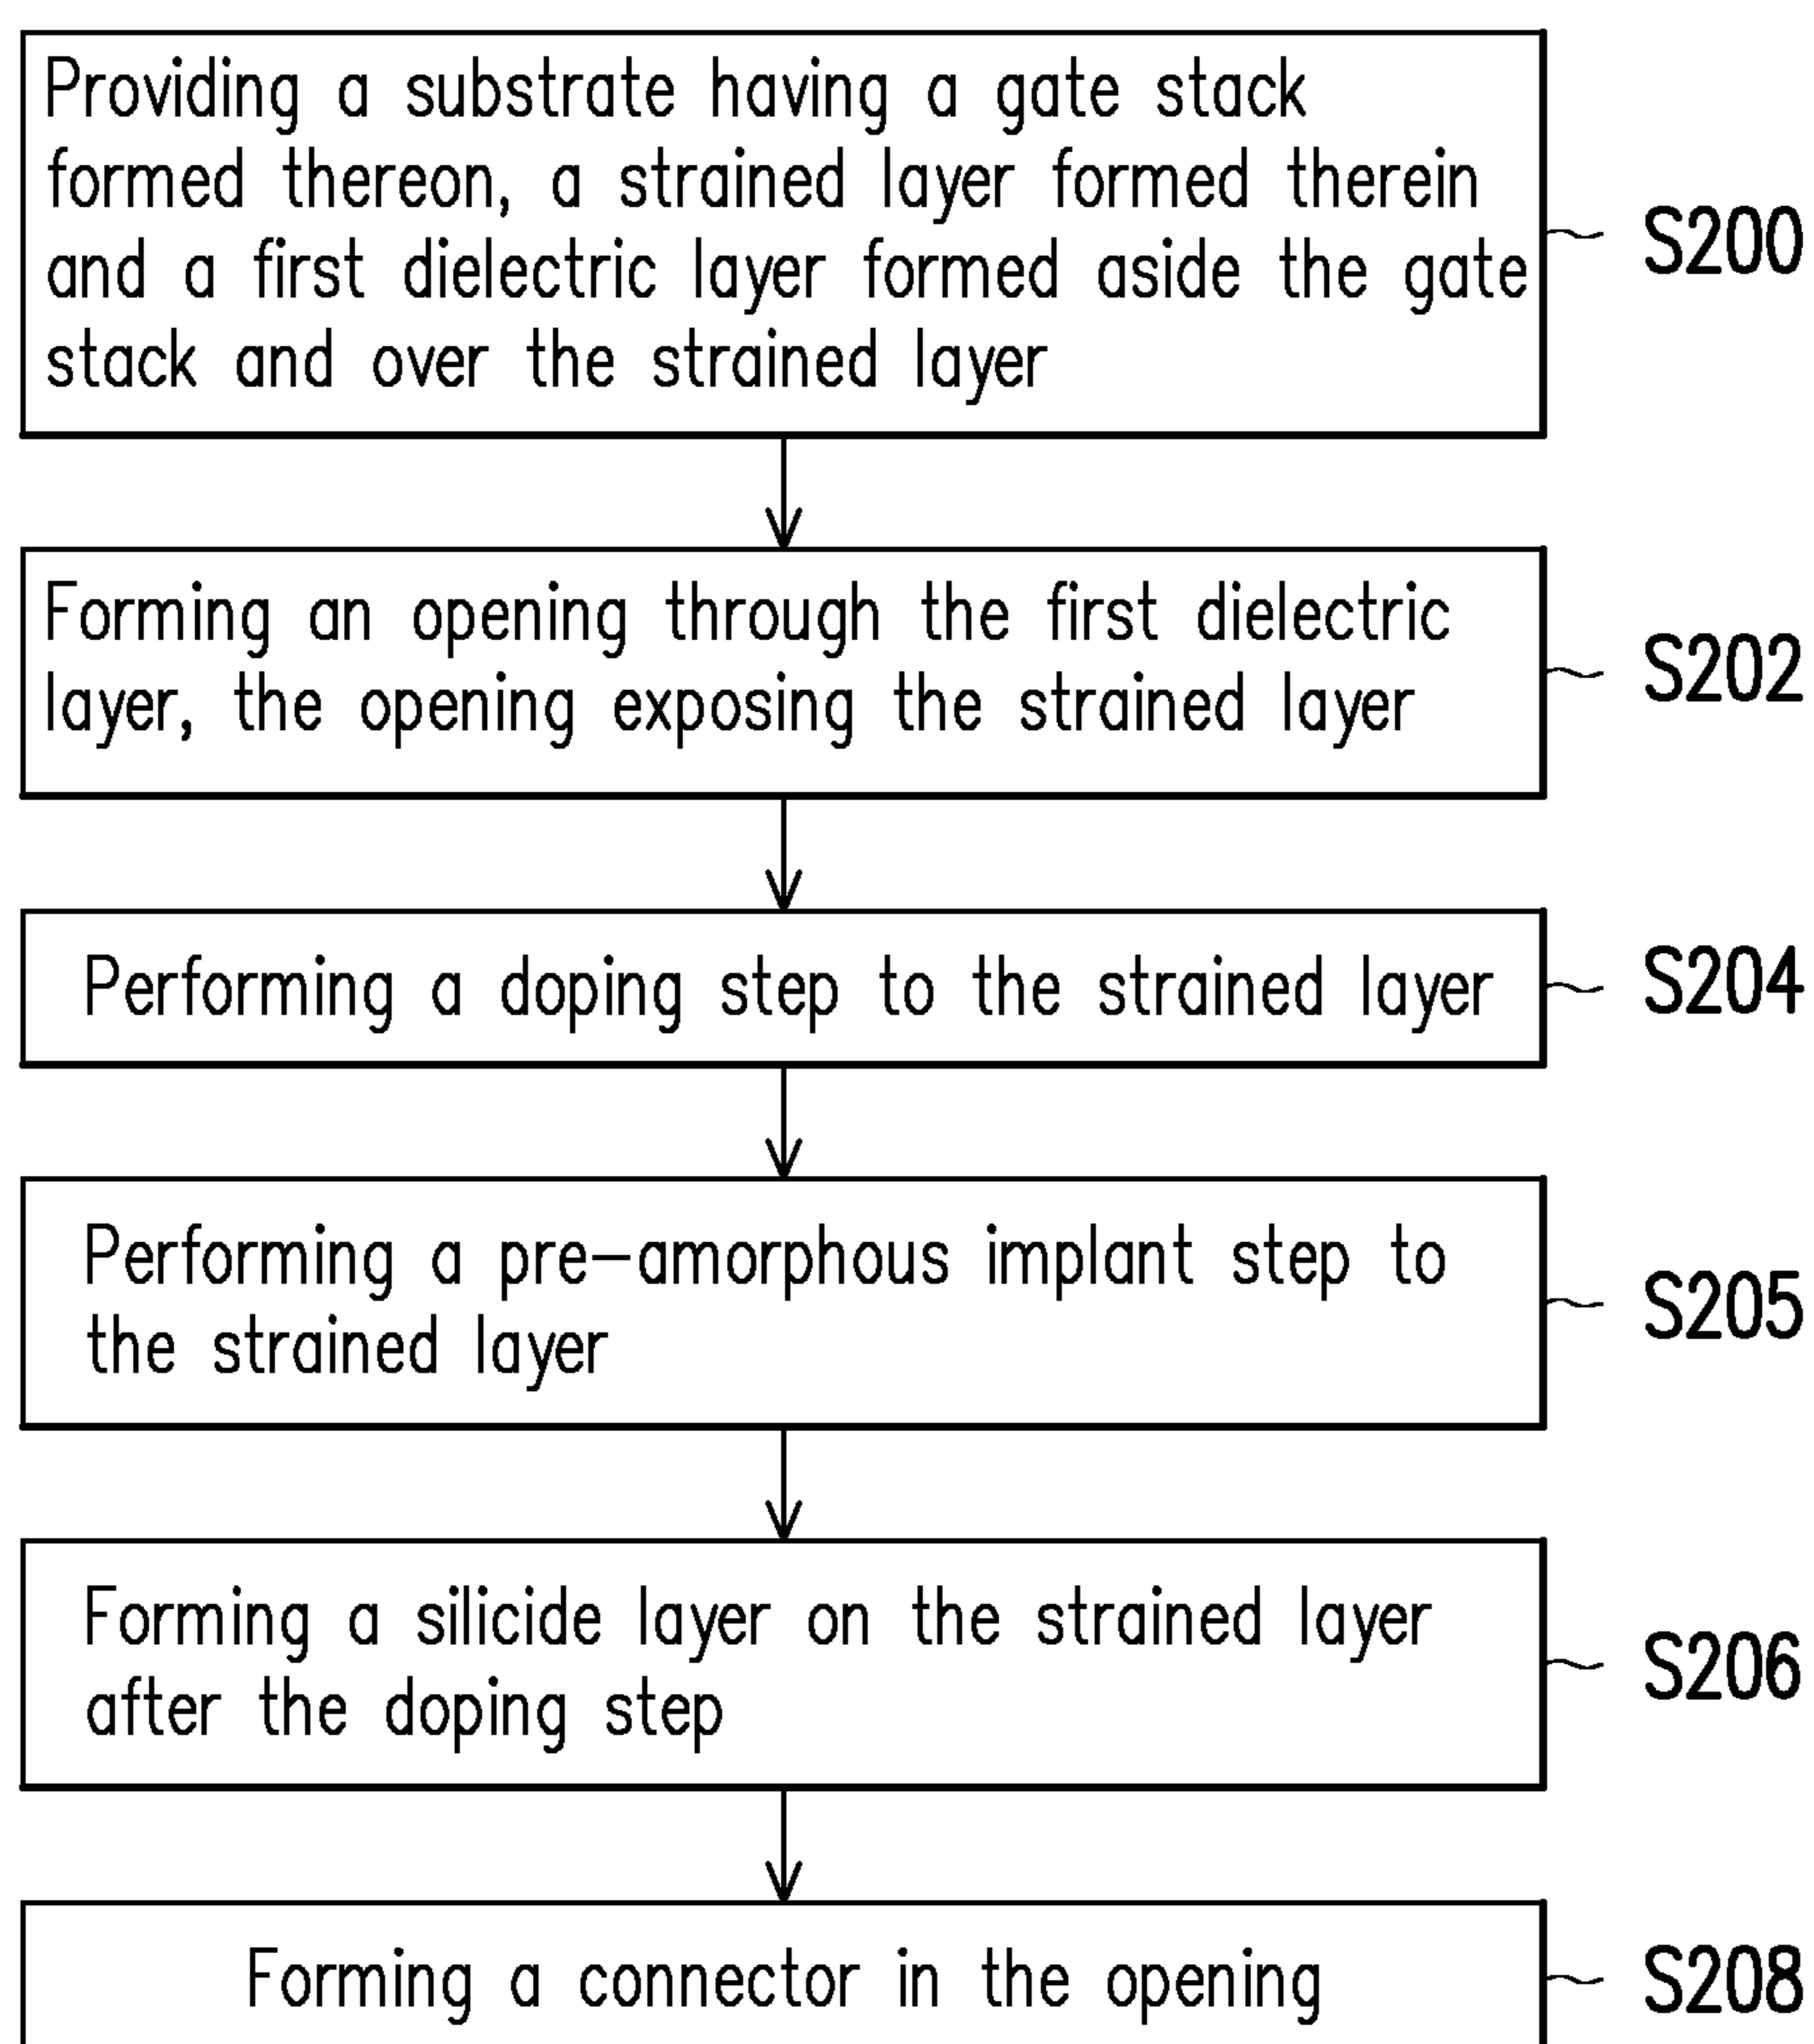 Providing a substrate having a gate stack
formed thereon, a strained layer formed therein
and a first dielectric layer formed aside the gate
stack and over the strained layer
S200
Forming an opening through the first dielectric
layer, the opening exposing the strained layer
S202
Performing a doping step to the strained layer
S204
Performing a pre-amorphous implant step to
the strained layer
S205
Forming a silicide layer on the strained layer
after the doping step
S206
Forming a connector in the opening
S208